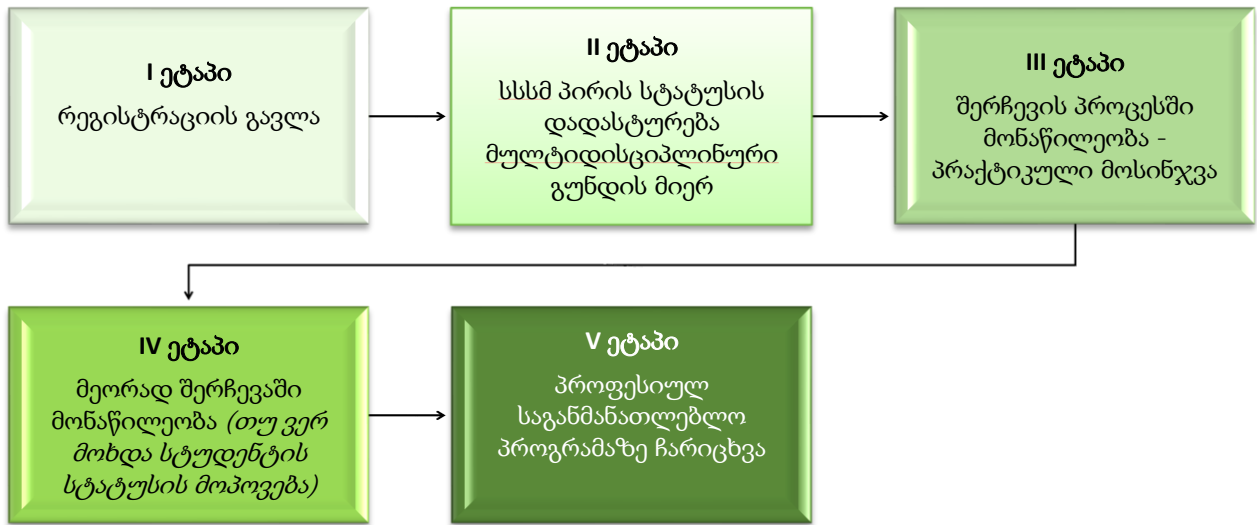 I ეტაპი
რეგისტრაციის გავლა
II ეტაპი
სსსმ პირის სტატუსის
დადასტურება
მულტიდისციპლინური
გუნდის მიერ
III ეტაპი
შერჩევის პროცესში
მონაწილეობა -
პრაქტიკული მოსინჯვა
IV ეტაპი
მეორად შერჩევაში
მონაწილეობა (თუ ვერ
მოხდა სტუდენტის
სტატუსის მოპოვება)
V ეტაპი
პროფესიულ
საგანმანათლებლო
პროგრამაზე ჩარიცხვა